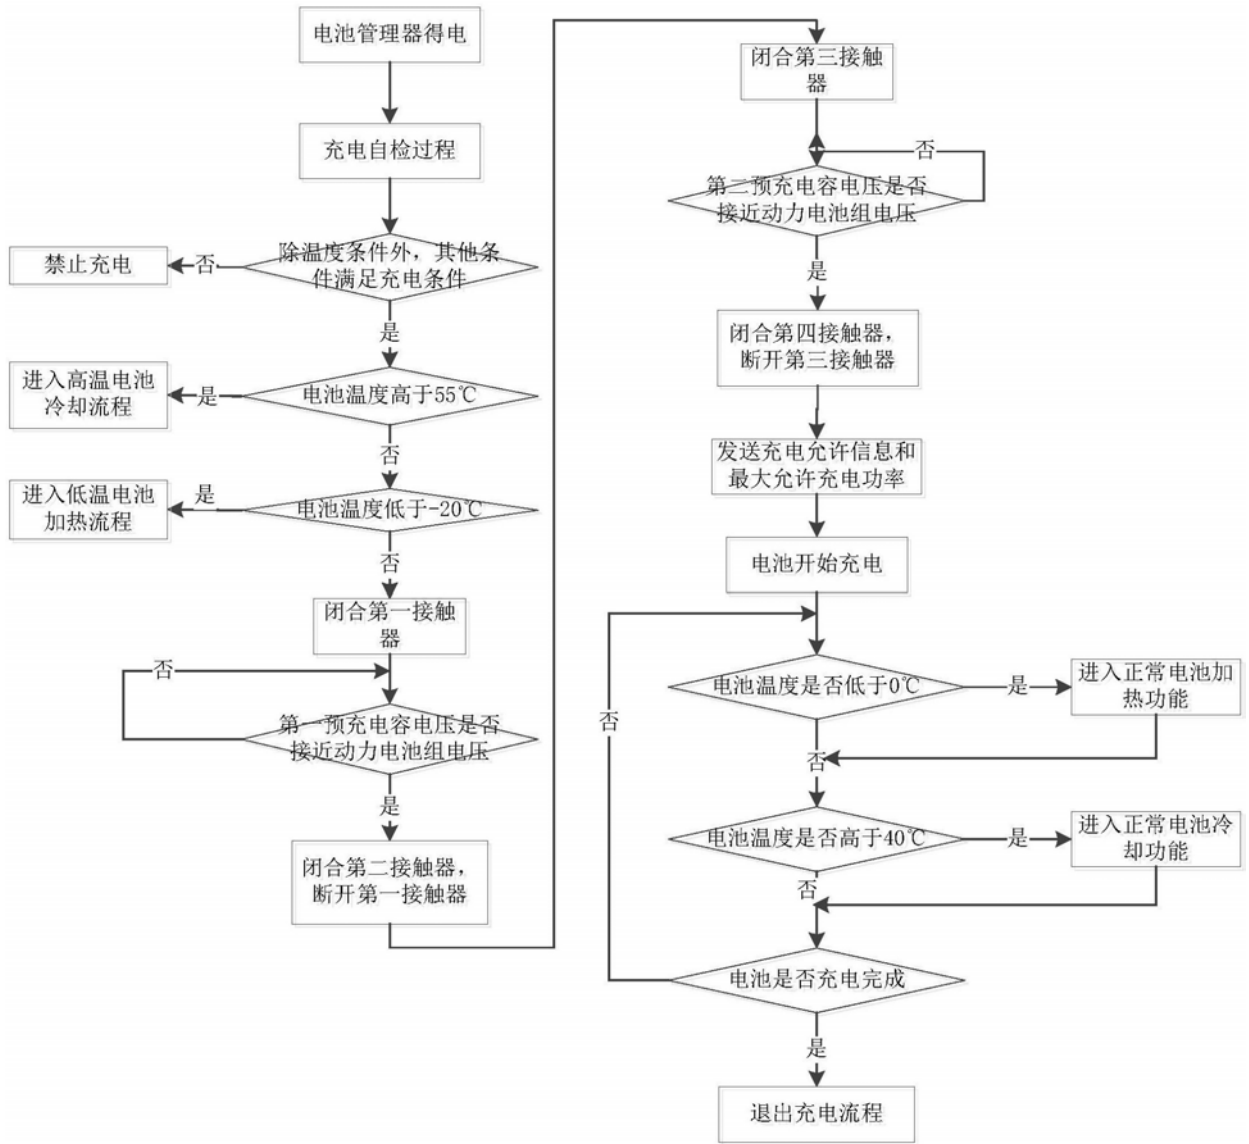 电池管理器得电
充电自检过程
除温度条件外，其他条
件满足充电条件
否
禁止充电
是
电池温度高于55℃
是
进入高温电池
冷却流程
否
电池温度低于-20℃
是
进入低温电池
加热流程
否
闭合第一接触
器
否
第一预充电容电压是否
接近动力电池组电压
是
闭合第二接触器，
断开第一接触器
闭合第三接触
器
否
第二预充电容电压是否
接近动力电池组电压
是
闭合第四接触器，
断开第三接触器
发送充电允许信息和
最大允许充电功率
电池开始充电
电池温度是否低于0℃
是
进入正常电池加
热功能
否
否
电池温度是否高于40℃
是
进入正常电池冷
却功能
否
电池是否充电完成
是
退出充电流程